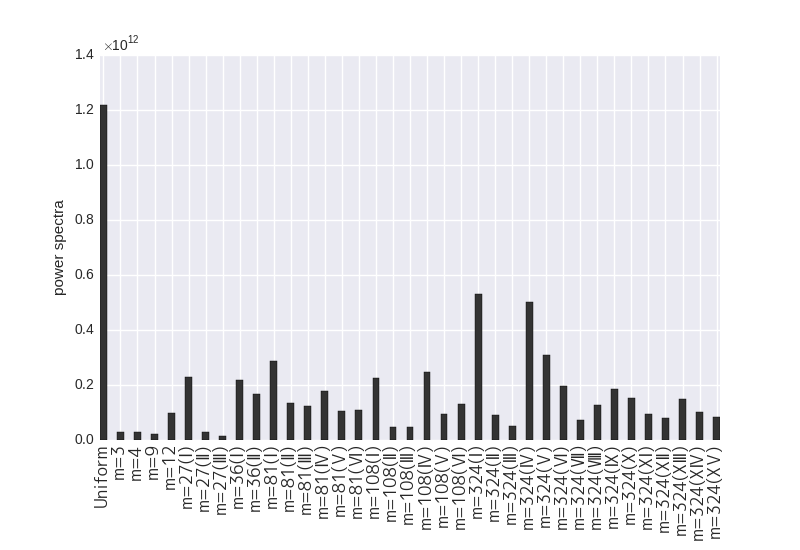 ×10¹²
1.4
1.2
1.0
0.8
0.6
0.4
0.2
0.0
power spectra
Uniform
m=3
m=4
m=9
m=12
m=27(Ⅰ)
m=27(Ⅱ)
m=27(Ⅲ)
m=36(Ⅰ)
m=36(Ⅱ)
m=81(Ⅰ)
m=81(Ⅱ)
m=81(Ⅲ)
m=81(Ⅳ)
m=81(Ⅴ)
m=81(Ⅵ)
m=108(Ⅰ)
m=108(Ⅱ)
m=108(Ⅲ)
m=108(Ⅳ)
m=108(Ⅴ)
m=108(Ⅵ)
m=324(Ⅰ)
m=324(Ⅱ)
m=324(Ⅲ)
m=324(Ⅳ)
m=324(Ⅴ)
m=324(Ⅵ)
m=324(Ⅶ)
m=324(Ⅷ)
m=324(Ⅸ)
m=324(Ⅹ)
m=324(Ⅺ)
m=324(Ⅻ)
m=324(XⅢ)
m=324(XⅣ)
m=324(XⅤ)